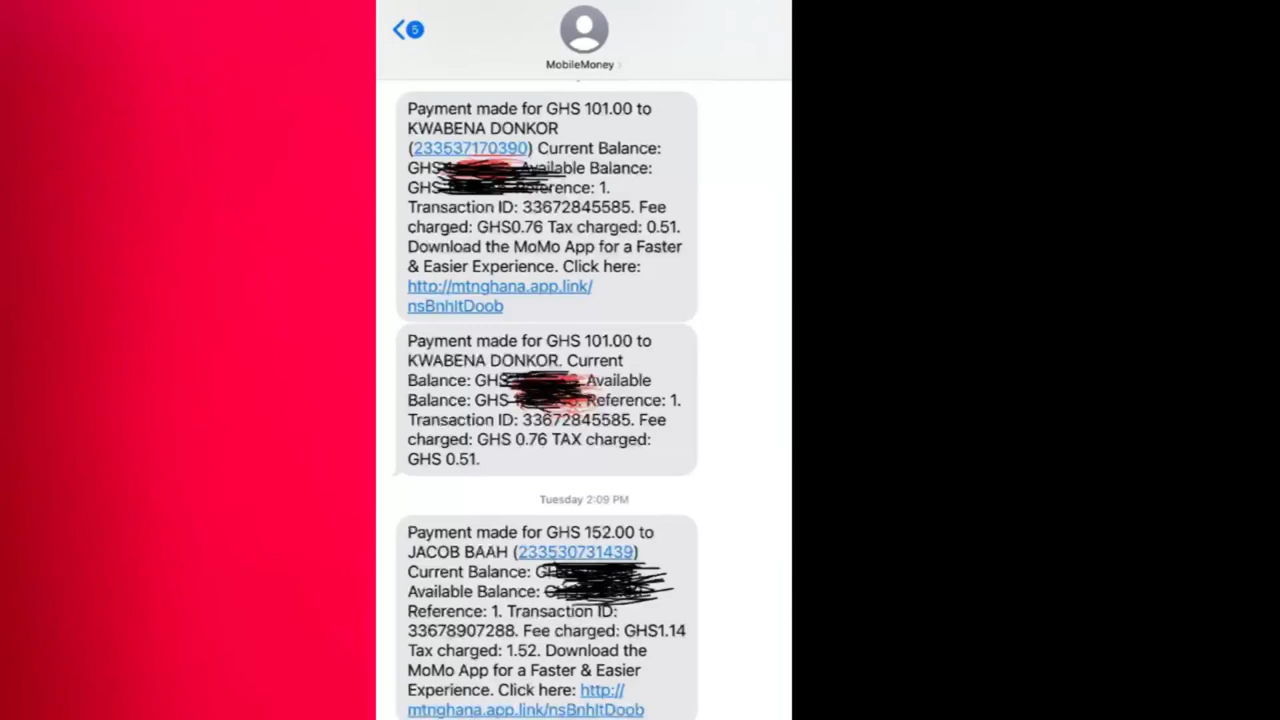 5
MobileMoney
Payment made for GHS 101.00 to
KWABENA DONKOR
(233537170390) Current Balance:
GHS Available Balance:
GHS Reference: 1.
Transaction ID: 33672845585. Fee
charged: GHS0.76 Tax charged: 0.51.
Download the MoMo App for a Faster
& Easier Experience. Click here:
http://mtnghana.app.link/
nsBnhItDoob
Payment made for GHS 101.00 to
KWABENA DONKOR. Current
Balance: GHS Available
Balance: GHS Reference: 1.
Transaction ID: 33672845585. Fee
charged: GHS 0.76 TAX charged:
GHS 0.51.
Tuesday 2:09 PM
Payment made for GHS 152.00 to
JACOB BAAH (233530731439)
Current Balance:
Available Balance:
Reference: 1. Transaction ID:
33678907288. Fee charged: GHS1.14
Tax charged: 1.52. Download the
MoMo App for a Faster & Easier
Experience. Click here: http://
mtnghana.app.link/nsBnhItDoob